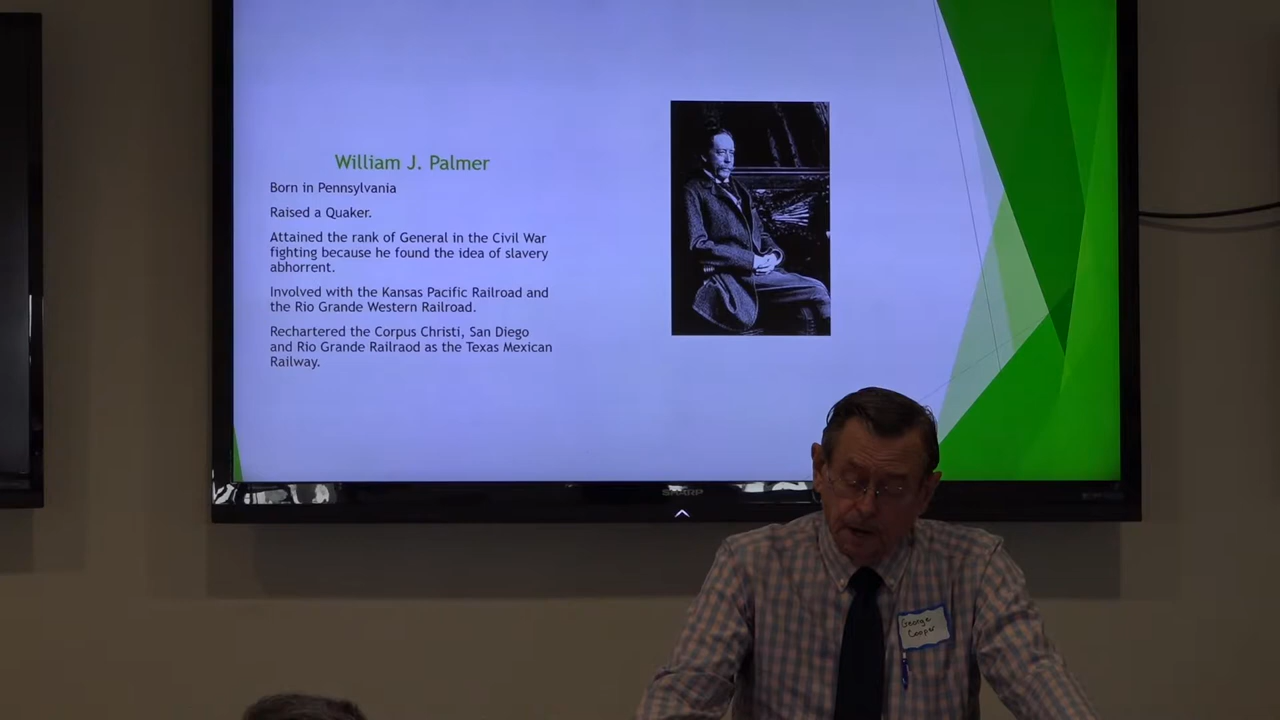 William J. Palmer
Born in Pennsylvania
Raised a Quaker.
Attained the rank of General in the Civil War
fighting because he found the idea of slavery
abhorrent.
Involved with the Kansas Pacific Railroad and
the Rio Grande Western Railroad.
Rechartered the Corpus Christi, San Diego
and Rio Grande Railraod as the Texas Mexican
Railway.
SHARP
George
Cooper